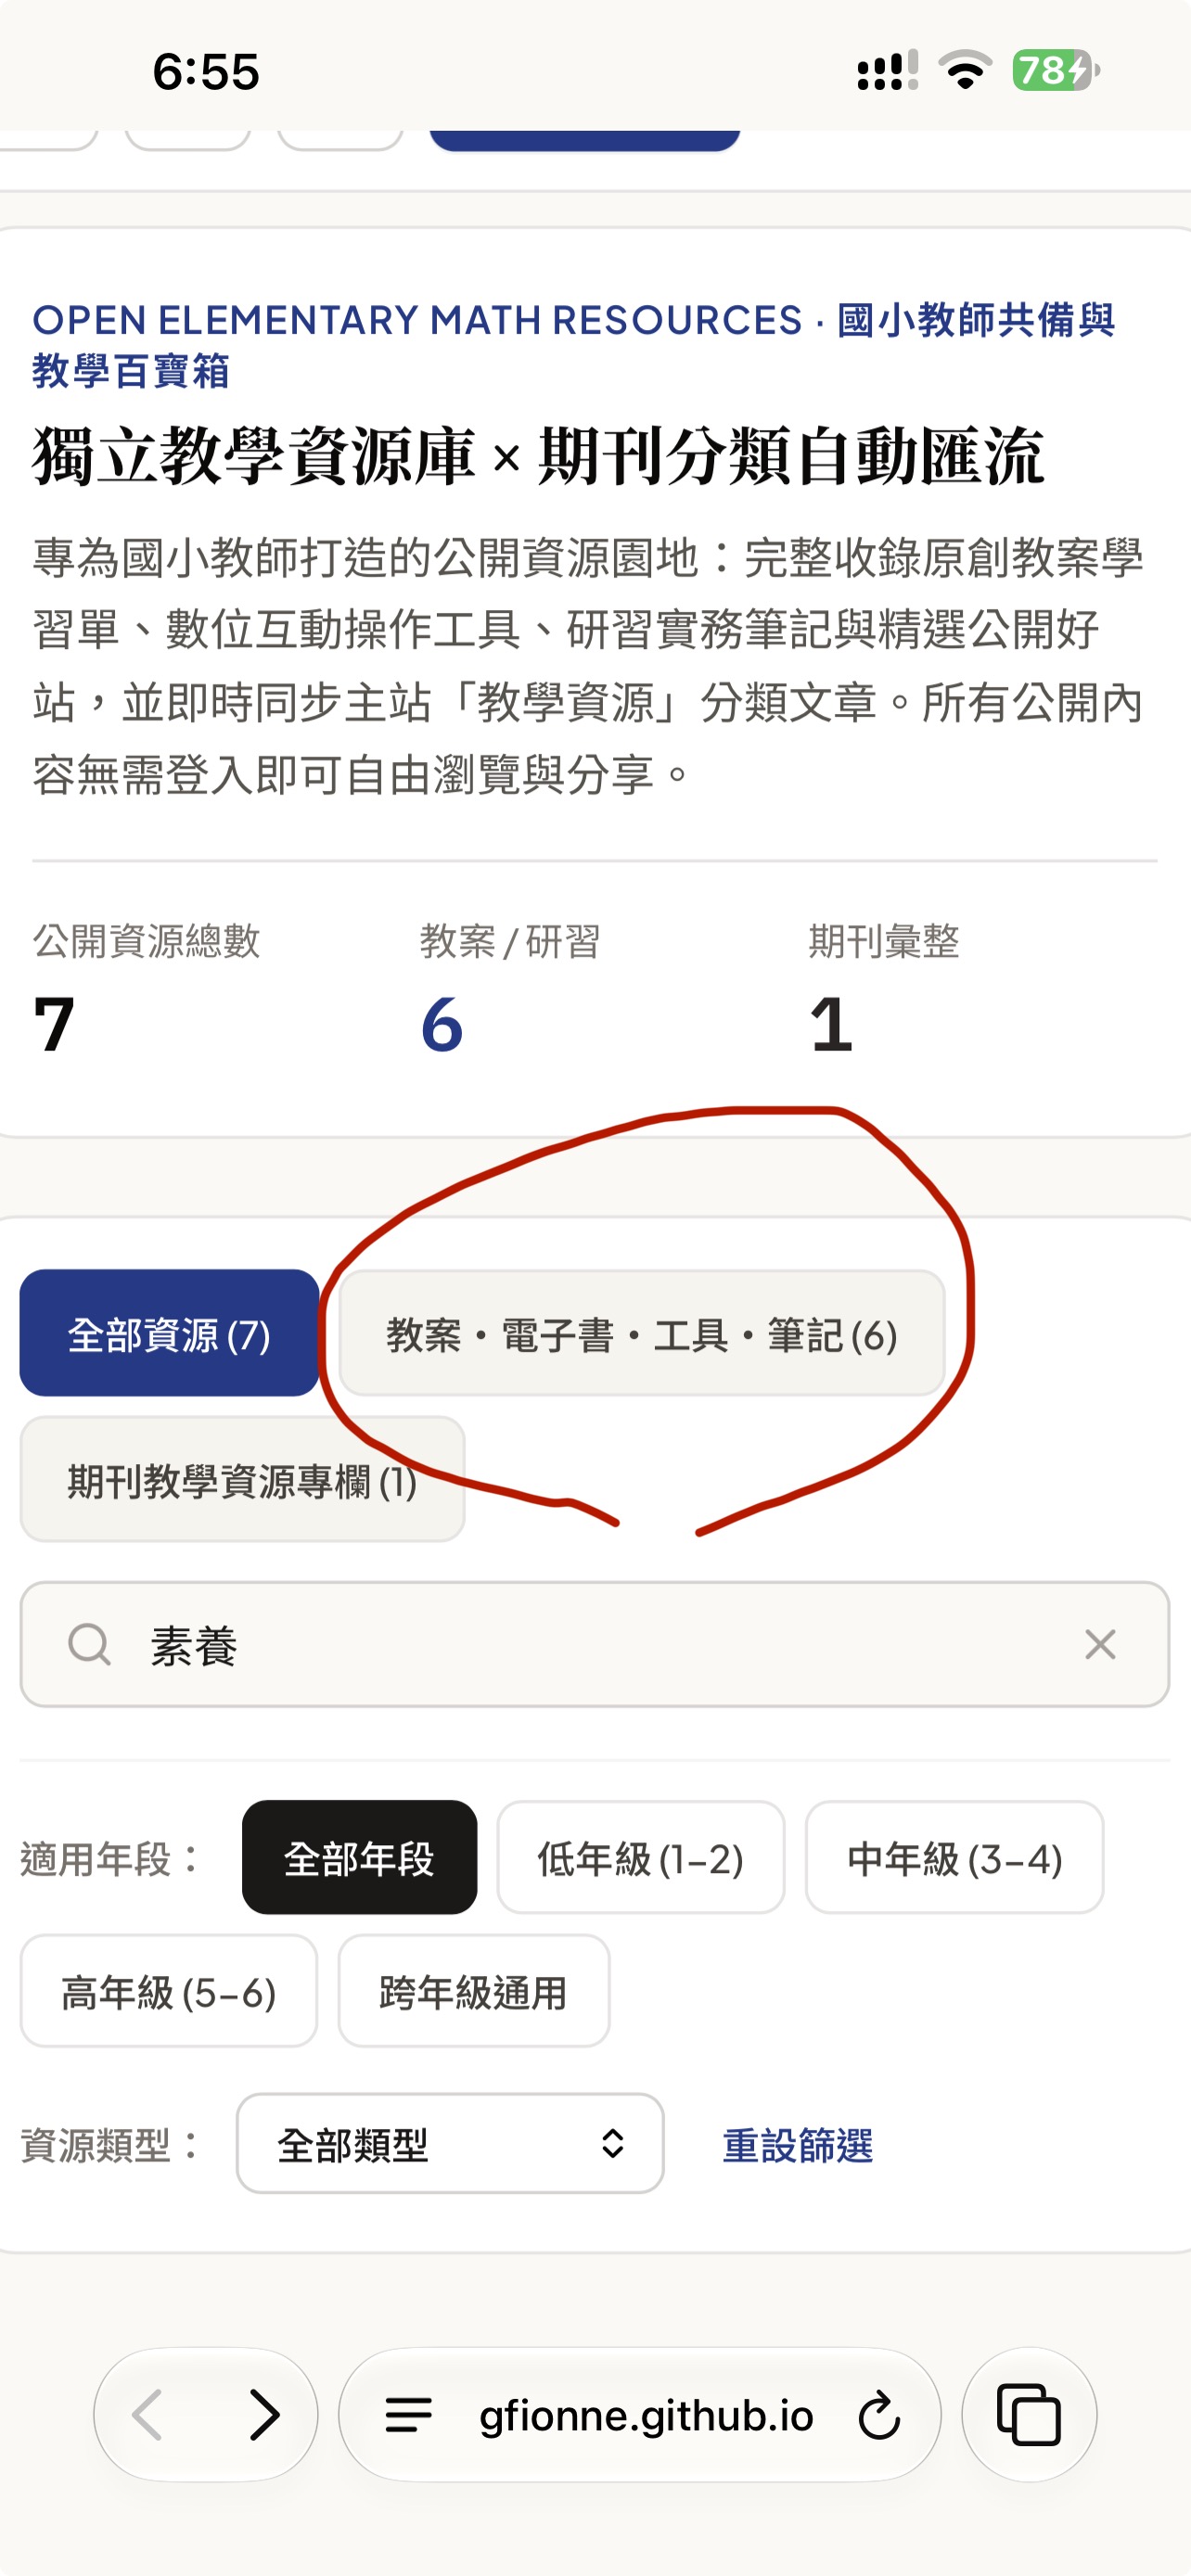 6:55
78
OPEN ELEMENTARY MATH RESOURCES · 國小教師共備與
教學百寶箱
獨立教學資源庫 × 期刊分類自動匯流
專為國小教師打造的公開資源園地：完整收錄原創教案學
習單、數位互動操作工具、研習實務筆記與精選公開好
站，並即時同步主站「教學資源」分類文章。所有公開內
容無需登入即可自由瀏覽與分享。
公開資源總數 教案 / 研習 期刊彙整
7 6 1
全部資源 (7) 教案・電子書・工具・筆記 (6)
期刊教學資源專欄 (1)
素養
適用年段： 全部年段 低年級 (1–2) 中年級 (3–4)
高年級 (5–6) 跨年級通用
資源類型： 全部類型 重設篩選
gfionne.github.io